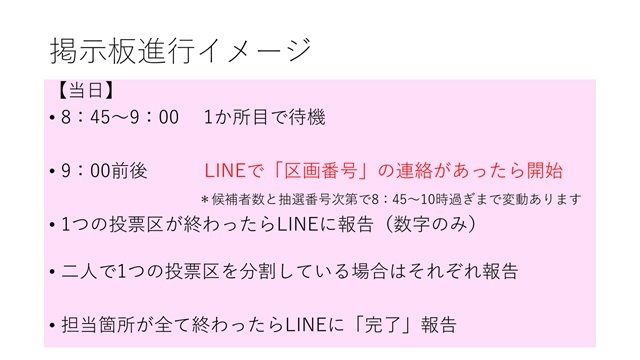 掲示板進行イメージ
【当日】
• 8：45～9：00 1か所目で待機
• 9：00前後 LINEで「区画番号」の連絡があったら開始
＊候補者数と抽選番号次第で8：45～10時過ぎまで変動あります
• 1つの投票区が終わったらLINEに報告（数字のみ）
• 二人で1つの投票区を分割している場合はそれぞれ報告
• 担当箇所が全て終わったらLINEに「完了」報告